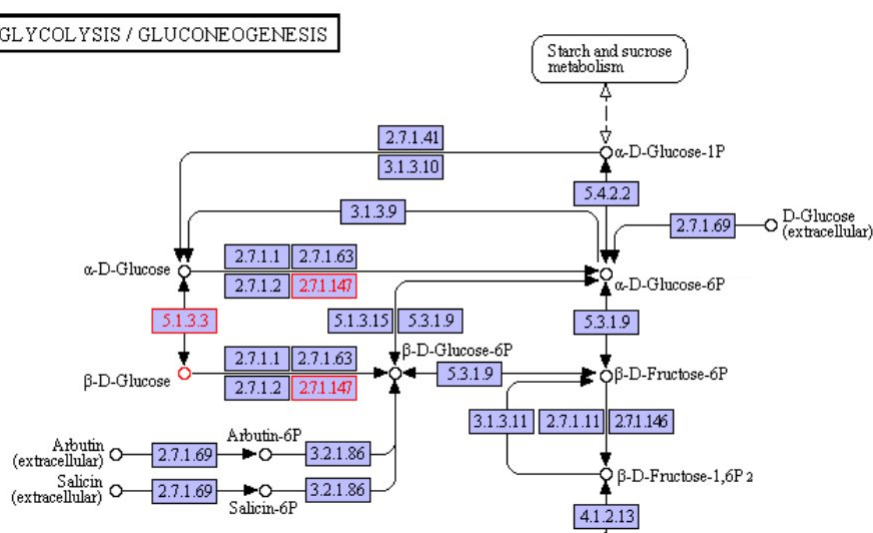 GLYCOLYSIS / GLUCONEOGENESIS
Starch and sucrose
metabolism
2.7.1.41
α-D-Glucose-1P
3.1.3.10
5.4.2.2
3.1.3.9
2.7.1.69
D-Glucose
(extracellular)
2.7.1.1
2.7.1.63
α-D-Glucose
2.7.1.2
2.7.1.147
α-D-Glucose-6P
5.1.3.3
5.1.3.15
5.3.1.9
5.3.1.9
2.7.1.1
2.7.1.63
β-D-Glucose-6P
β-D-Glucose
2.7.1.2
2.7.1.147
5.3.1.9
β-D-Fructose-6P
3.1.3.11
2.7.1.11
2.7.1.146
Arbutin
(extracellular)
2.7.1.69
Arbutin-6P
3.2.1.86
β-D-Fructose-1,6P2
Salicin
(extracellular)
2.7.1.69
Salicin-6P
3.2.1.86
4.1.2.13